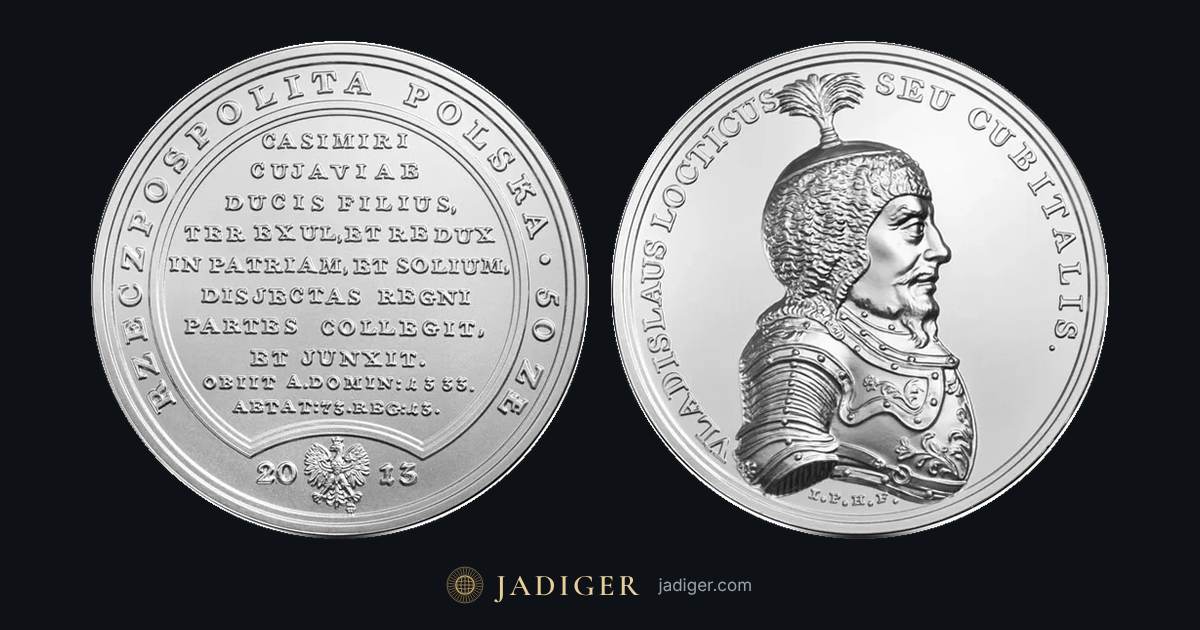 RZECZPOSPOLITA POLSKA · 50 ZŁ
CASIMIRI
CUJAVIAE
DUCIS FILIUS,
TER EXUL, ET REDUX
IN PATRIAM, ET SOLIUM,
DISJECTAS REGNI
PARTES COLLEGIT,
ET JUNXIT.
OBIIT A.DOMIN:1333.
AETAT:73.REG:13.
20 13
VLADISLAUS LOCTICUS SEU CUBITALIS.
I.P.H.F.
JADIGER jadiger.com